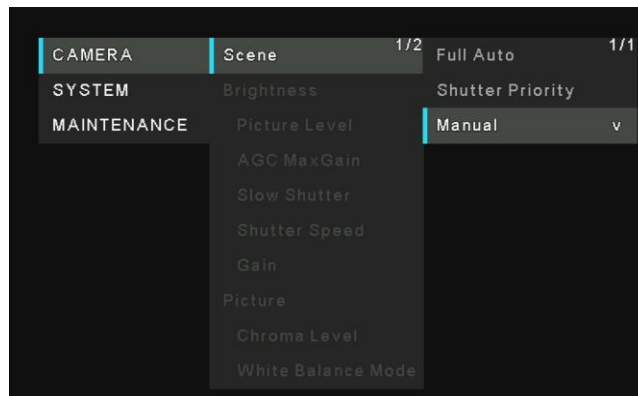 CAMERA
SYSTEM
MAINTENANCE
Scene 1/2
Brightness
Picture Level
AGC MaxGain
Slow Shutter
Shutter Speed
Gain
Picture
Chroma Level
White Balance Mode
Full Auto 1/1
Shutter Priority
Manual v